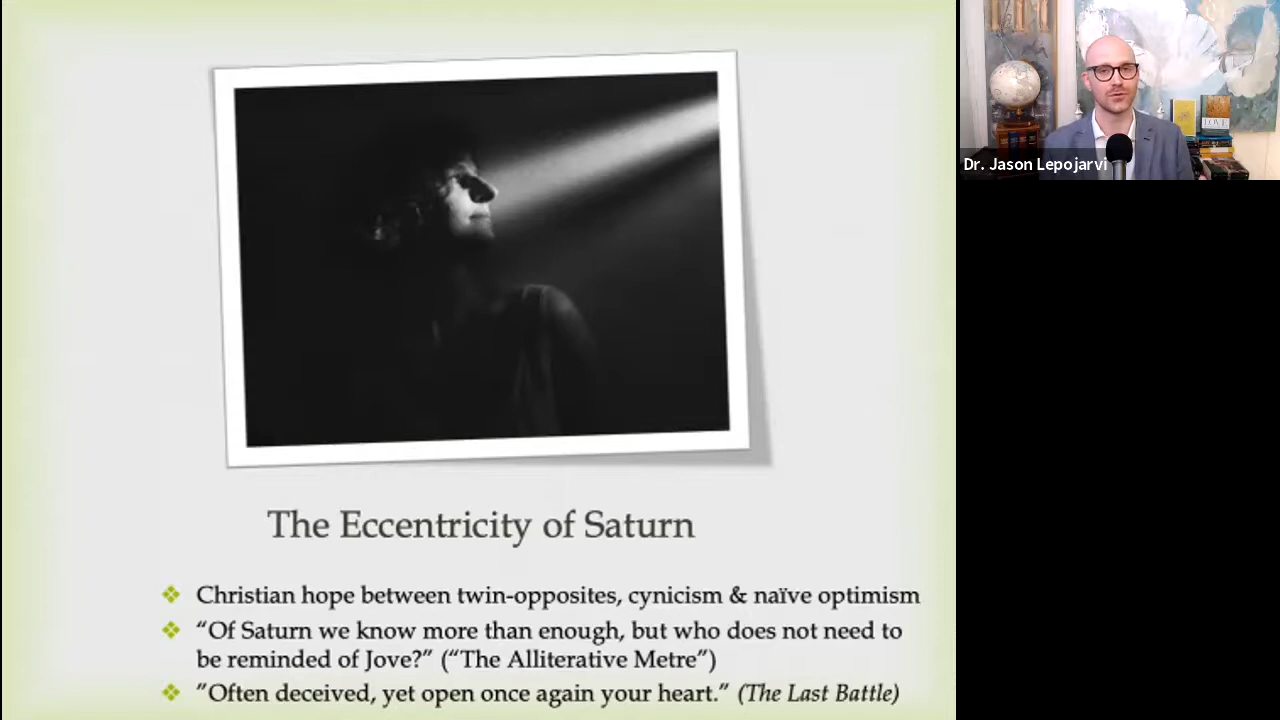 Dr. Jason Lepojarvi
LOVE
The Eccentricity of Saturn
❖ Christian hope between twin-opposites, cynicism & naïve optimism
❖ “Of Saturn we know more than enough, but who does not need to
be reminded of Jove?” (“The Alliterative Metre”)
❖ ”Often deceived, yet open once again your heart.” (The Last Battle)